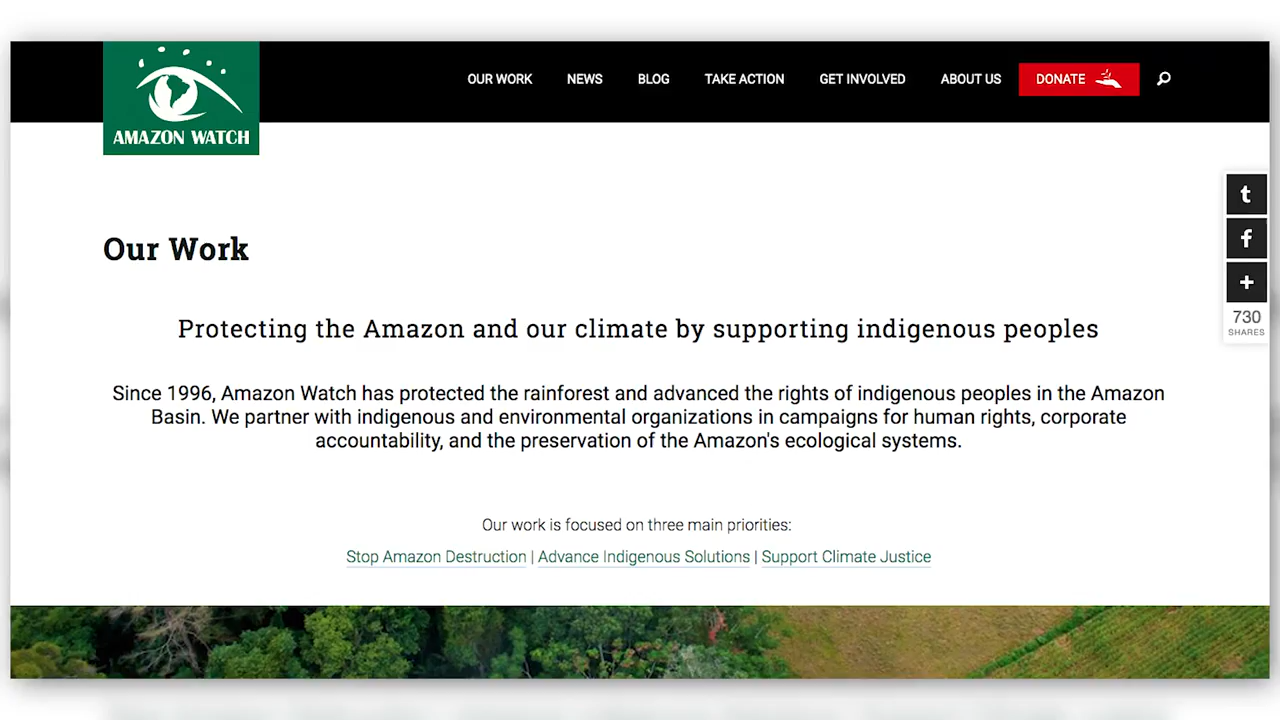 AMAZON WATCH
OUR WORK
NEWS
BLOG
TAKE ACTION
GET INVOLVED
ABOUT US
DONATE
t
f
+
730
SHARES
Our Work
Protecting the Amazon and our climate by supporting indigenous peoples
Since 1996, Amazon Watch has protected the rainforest and advanced the rights of indigenous peoples in the Amazon
Basin. We partner with indigenous and environmental organizations in campaigns for human rights, corporate
accountability, and the preservation of the Amazon's ecological systems.
Our work is focused on three main priorities:
Stop Amazon Destruction | Advance Indigenous Solutions | Support Climate Justice